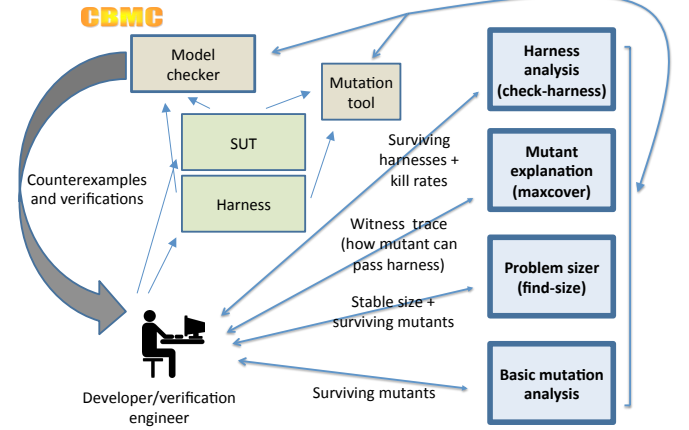 CBMC
Model
checker
Mutation
tool
SUT
Harness
Counterexamples
and verifications
Developer/verification
engineer
Surviving
harnesses +
kill rates
Witness trace
(how mutant can
pass harness)
Stable size +
surviving mutants
Surviving mutants
Harness
analysis
(check-harness)
Mutant
explanation
(maxcover)
Problem sizer
(find-size)
Basic mutation
analysis